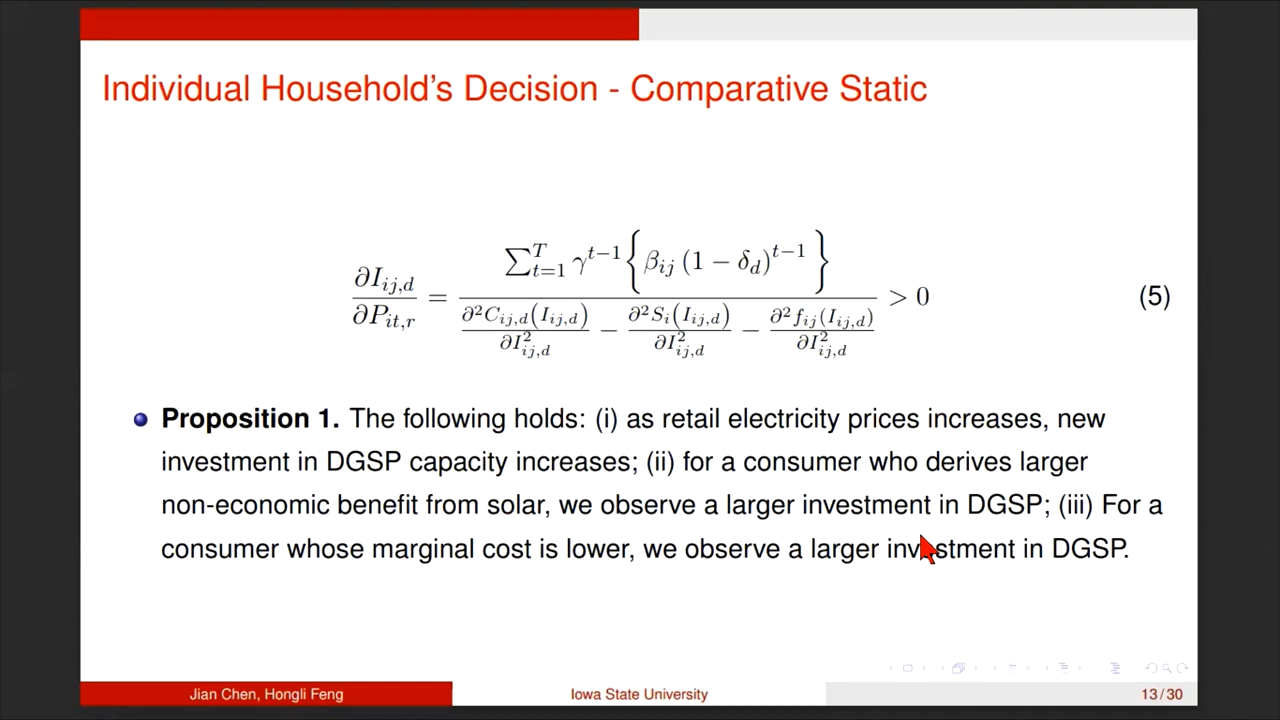 Individual Household's Decision - Comparative Static
∂I_{ij,d}/∂P_{it,r} = ∑_{t=1}^{T} γ^{t−1} {β_{ij} (1 − δ_d)^{t−1}} / (∂²C_{ij,d}(I_{ij,d})/∂I²_{ij,d} − ∂²S_i(I_{ij,d})/∂I²_{ij,d} − ∂²f_{ij}(I_{ij,d})/∂I²_{ij,d}) > 0 (5)
Proposition 1. The following holds: (i) as retail electricity prices increases, new
investment in DGSP capacity increases; (ii) for a consumer who derives larger
non-economic benefit from solar, we observe a larger investment in DGSP; (iii) For a
consumer whose marginal cost is lower, we observe a larger investment in DGSP.
Jian Chen, Hongli Feng
Iowa State University
13/30